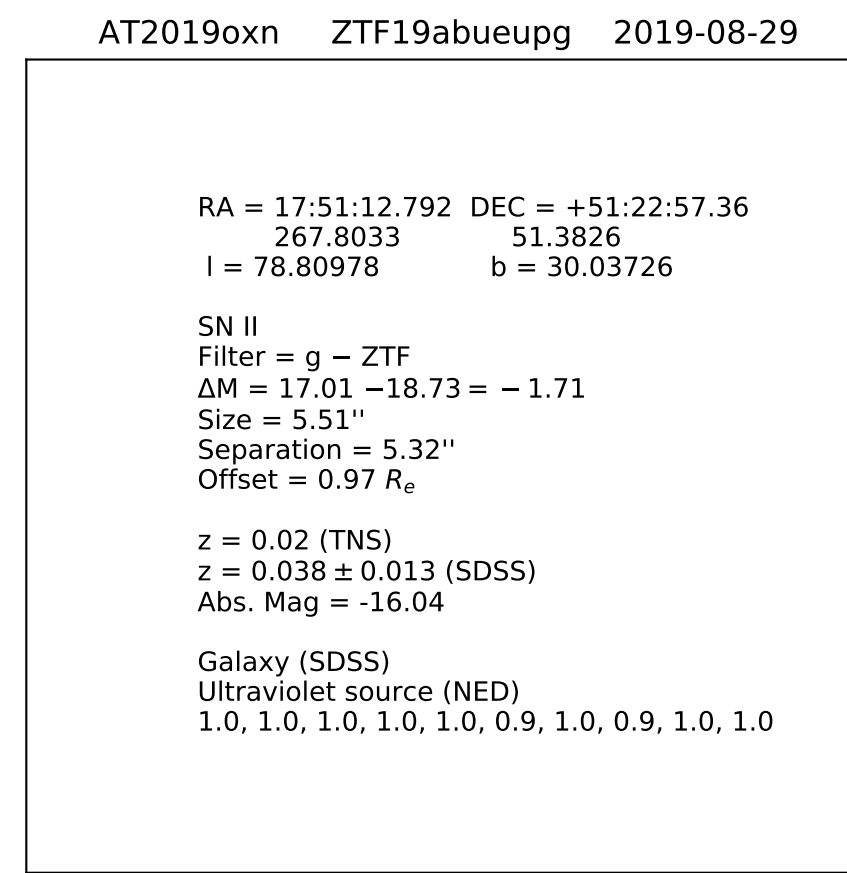 AT2019oxn ZTF19abueupg 2019-08-29
RA = 17:51:12.792 DEC = +51:22:57.36
267.8033 51.3826
l = 78.80978 b = 30.03726
SN II
Filter = g − ZTF
ΔM = 17.01 −18.73 = − 1.71
Size = 5.51''
Separation = 5.32''
Offset = 0.97 Re
z = 0.02 (TNS)
z = 0.038 ± 0.013 (SDSS)
Abs. Mag = -16.04
Galaxy (SDSS)
Ultraviolet source (NED)
1.0, 1.0, 1.0, 1.0, 1.0, 0.9, 1.0, 0.9, 1.0, 1.0